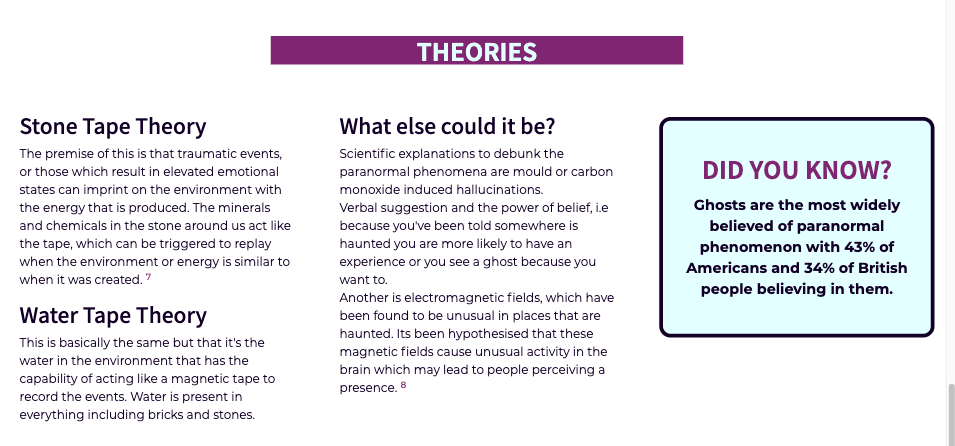 THEORIES
Stone Tape Theory
The premise of this is that traumatic events,
or those which result in elevated emotional
states can imprint on the environment with
the energy that is produced. The minerals
and chemicals in the stone around us act like
the tape, which can be triggered to replay
when the environment or energy is similar to
when it was created. 7
Water Tape Theory
This is basically the same but that it's the
water in the environment that has the
capability of acting like a magnetic tape to
record the events. Water is present in
everything including bricks and stones.
What else could it be?
Scientific explanations to debunk the
paranormal phenomena are mould or carbon
monoxide induced hallucinations.
Verbal suggestion and the power of belief, i.e
because you've been told somewhere is
haunted you are more likely to have an
experience or you see a ghost because you
want to.
Another is electromagnetic fields, which have
been found to be unusual in places that are
haunted. Its been hypothesised that these
magnetic fields cause unusual activity in the
brain which may lead to people perceiving a
presence. 8
DID YOU KNOW?
Ghosts are the most widely
believed of paranormal
phenomenon with 43% of
Americans and 34% of British
people believing in them.